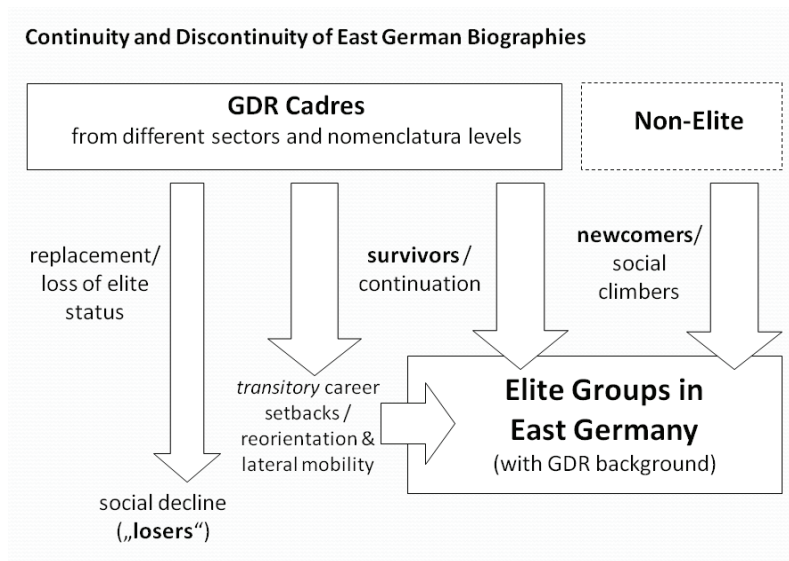 Continuity and Discontinuity of East German Biographies
GDR Cadres
from different sectors and nomenclatura levels
Non-Elite
replacement/
loss of elite
status
survivors /
continuation
newcomers/
social
climbers
transitory career
setbacks /
reorientation &
lateral mobility
Elite Groups in
East Germany
(with GDR background)
social decline
(„losers“)